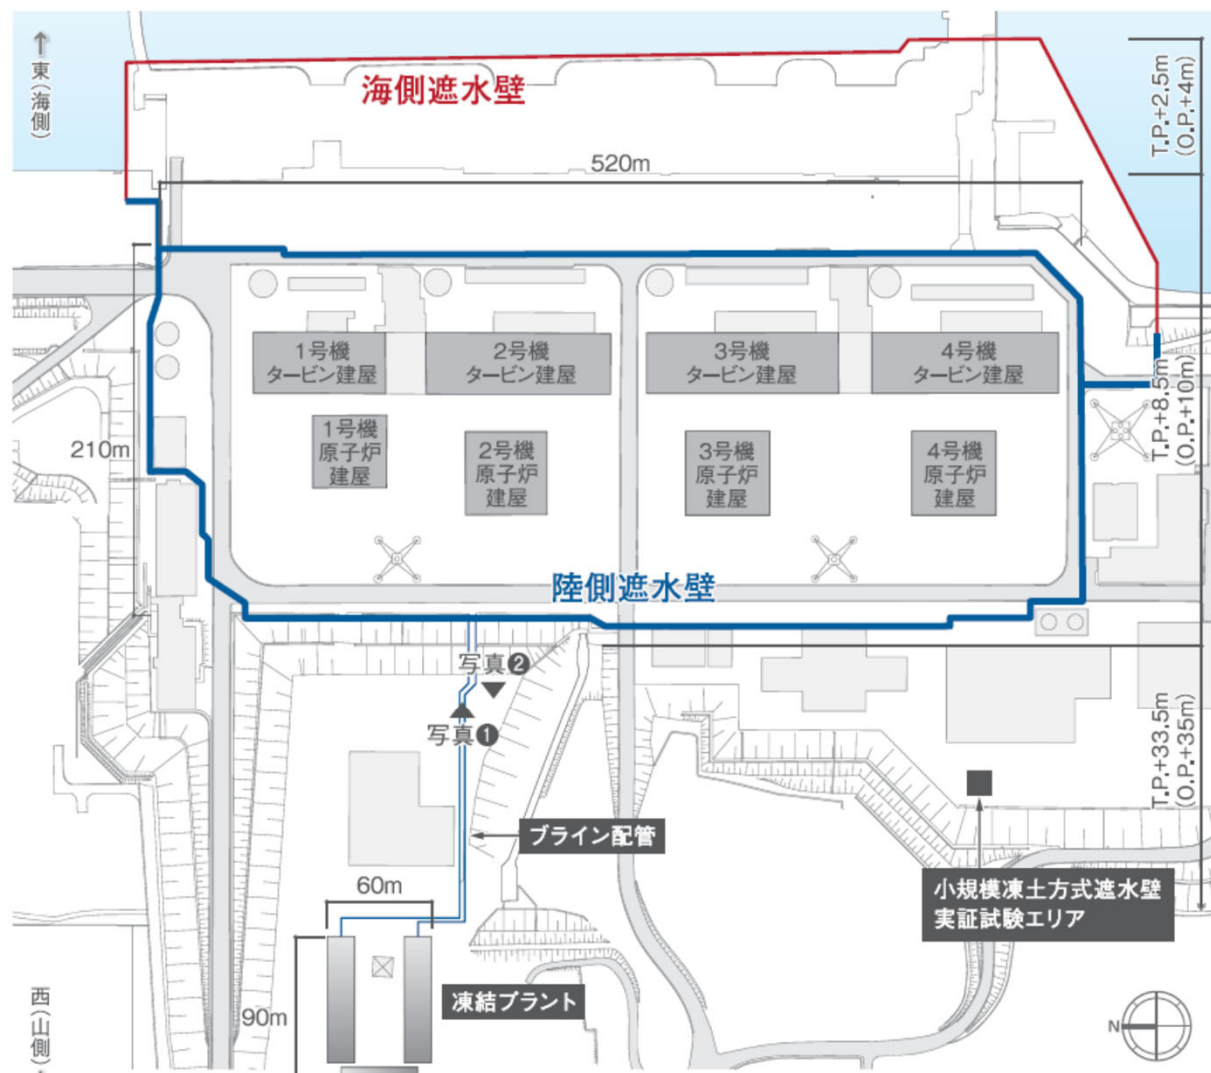 ↑東(海側)
海側遮水壁
T.P.+2.5m
(O.P.+4m)
520m
1号機
タービン建屋
2号機
タービン建屋
3号機
タービン建屋
4号機
タービン建屋
T.P.+8.5m
(O.P.+10m)
210m
1号機
原子炉
建屋
2号機
原子炉
建屋
3号機
原子炉
建屋
4号機
原子炉
建屋
陸側遮水壁
写真❷
写真❶
T.P.+33.5m
(O.P.+35m)
ブライン配管
60m
小規模凍土方式遮水壁
実証試験エリア
凍結プラント
90m
西(山側)
N